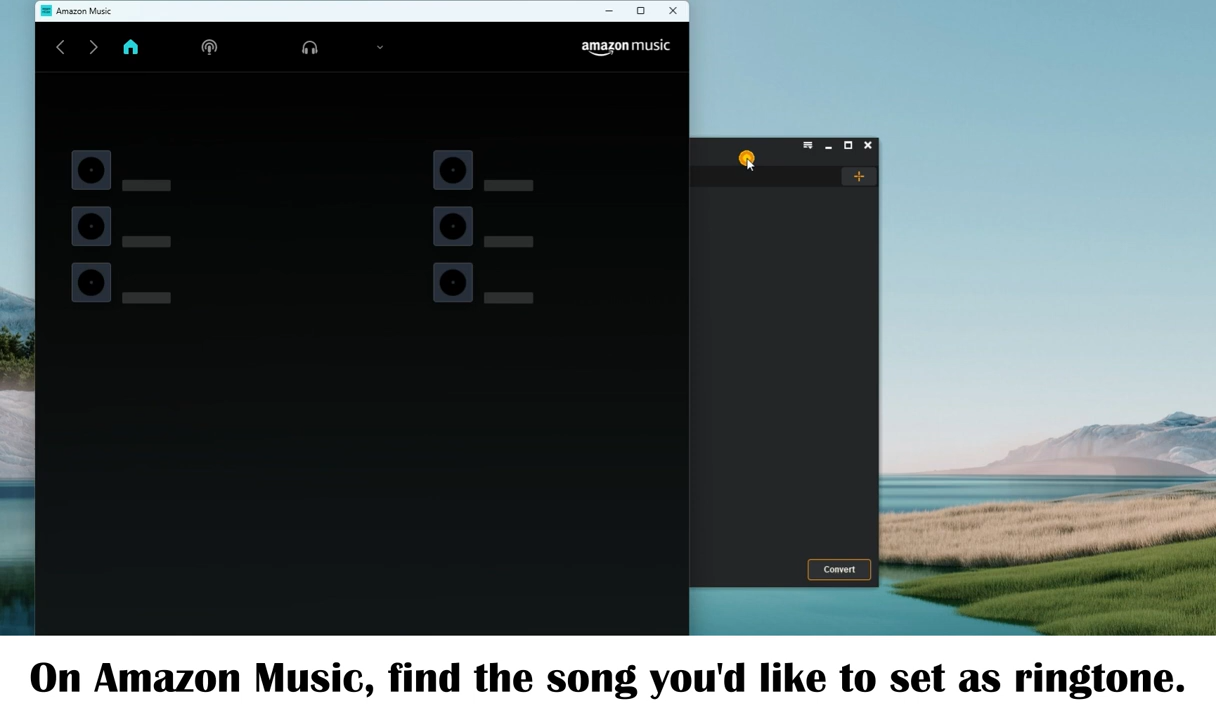 Amazon Music
amazon music
Convert
On Amazon Music, find the song you'd like to set as ringtone.